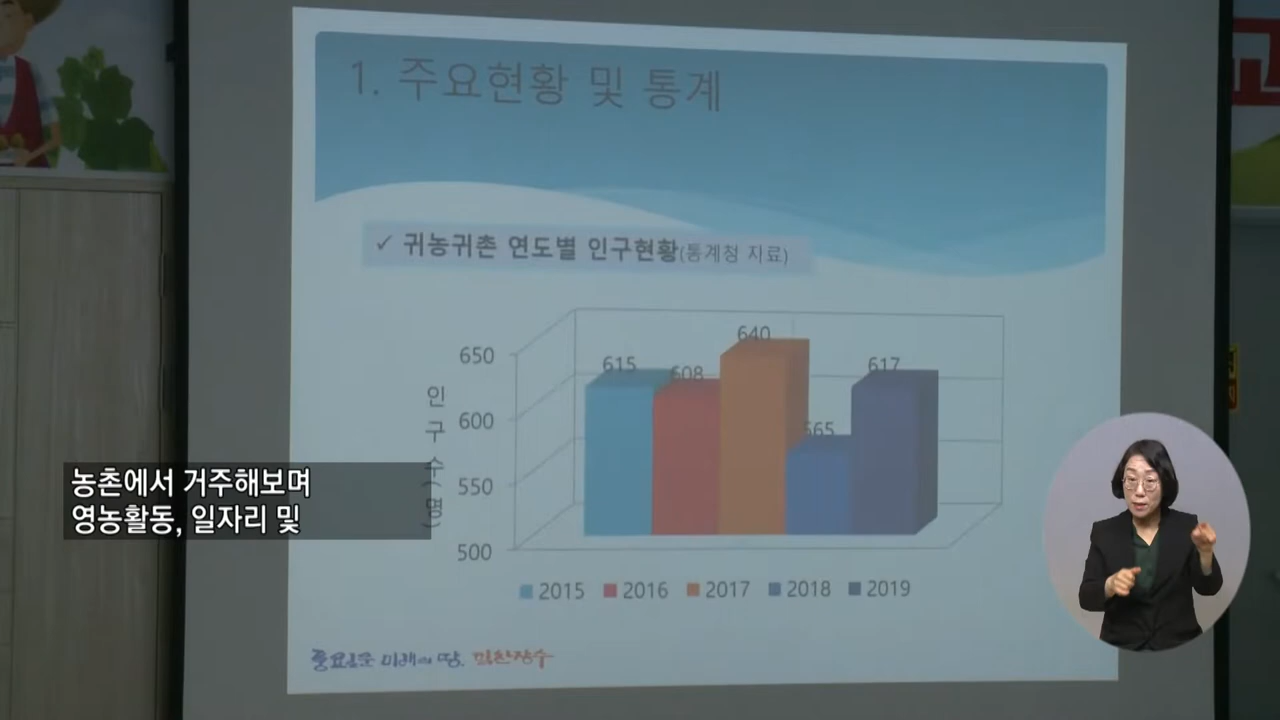 1. 주요현황 및 통계
✓ 귀농귀촌 연도별 인구현황(통계청 지료)
인구수(명)
650
600
550
500
615
608
640
565
617
2015 2016 2017 2018 2019
농촌에서 거주해보며
영농활동, 일자리 및